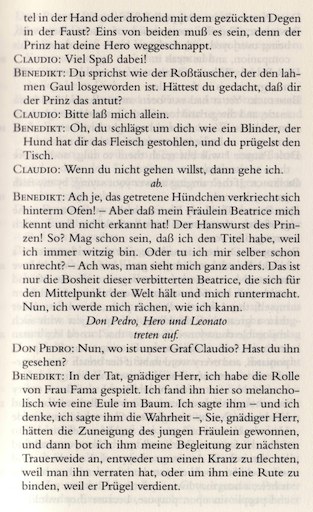 tel in der Hand oder drohend mit dem gezückten Degen
in der Faust? Eins von beiden muß es sein, denn der
Prinz hat deine Hero weggeschnappt.
CLAUDIO: Viel Spaß dabei!
BENEDIKT: Du sprichst wie der Roßtäuscher, der den lah-
men Gaul losgeworden ist. Hättest du gedacht, daß dir
der Prinz das antut?
CLAUDIO: Bitte laß mich allein.
BENEDIKT: Oh, du schlägst um dich wie ein Blinder, der
Hund hat dir das Fleisch gestohlen, und du prügelst den
Tisch.
CLAUDIO: Wenn du nicht gehen willst, dann gehe ich.
ab.
BENEDIKT: Ach je, das getretene Hündchen verkriecht sich
hinterm Ofen! – Aber daß mein Fräulein Beatrice mich
kennt und nicht erkannt hat! Der Hanswurst des Prin-
zen! So? Mag schon sein, daß ich den Titel habe, weil
ich immer witzig bin. Oder tu ich mir selber schon
unrecht? – Ach was, man sieht mich ganz anders. Das ist
nur die Bosheit dieser verbitterten Beatrice, die sich für
den Mittelpunkt der Welt hält und mich runtermacht.
Nun, ich werde mich rächen, wie ich kann.
Don Pedro, Hero und Leonato
treten auf.
DON PEDRO: Nun, wo ist unser Graf Claudio? Hast du ihn
gesehen?
BENEDIKT: In der Tat, gnädiger Herr, ich habe die Rolle
von Frau Fama gespielt. Ich fand ihn hier so melancho-
lisch wie eine Eule im Baum. Ich sagte ihm – und ich
denke, ich sagte ihm die Wahrheit –, Sie, gnädiger Herr,
hätten die Zuneigung des jungen Fräulein gewonnen,
und dann bot ich ihm meine Begleitung zur nächsten
Trauerweide an, entweder um einen Kranz zu flechten,
weil man ihn verraten hat, oder um ihm eine Rute zu
binden, weil er Prügel verdient.